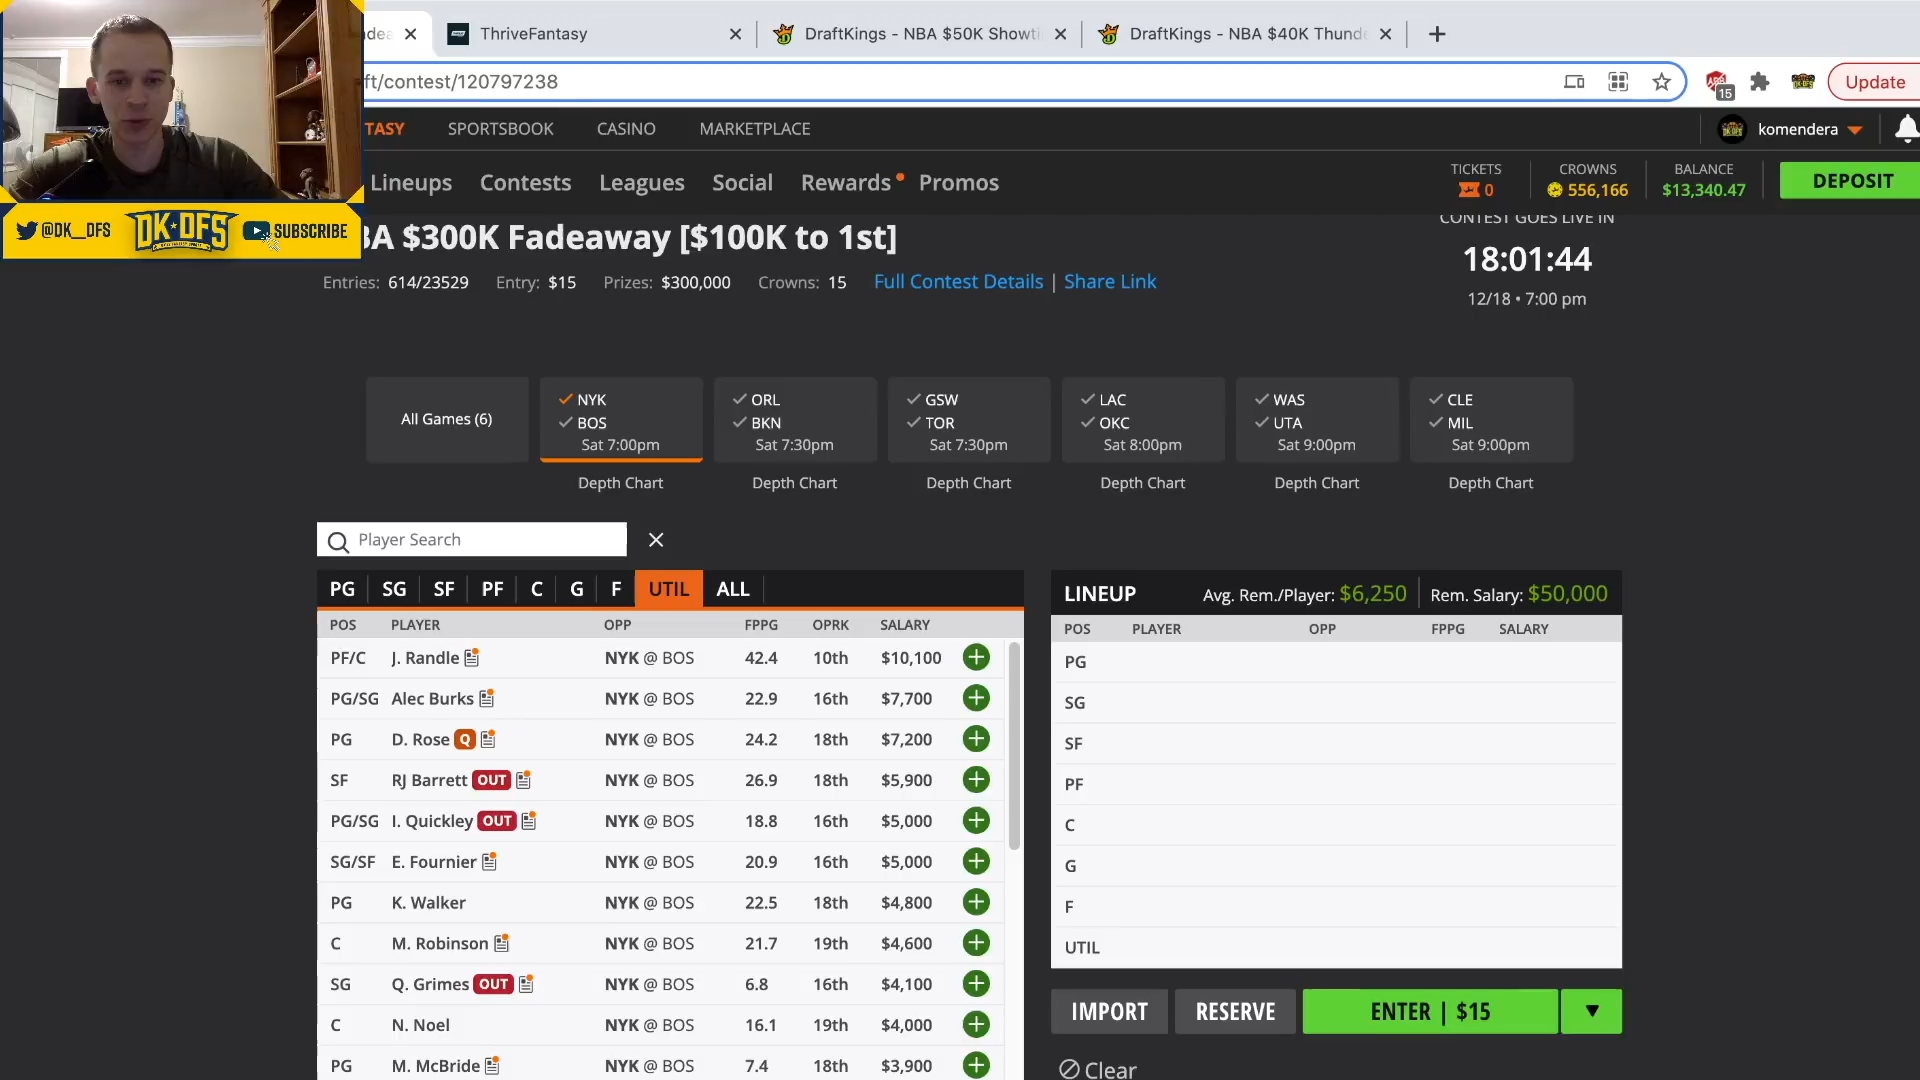 ThriveFantasy
DraftKings - NBA $50K Showti
DraftKings - NBA $40K Thunde
ft/contest/120797238
15
Update
TASY
SPORTSBOOK
CASINO
MARKETPLACE
komendera
Lineups
Contests
Leagues
Social
Rewards
Promos
TICKETS
0
CROWNS
556,166
BALANCE
$13,340.47
DEPOSIT
@DK__DFS
DK DFS
SUBSCRIBE
BA $300K Fadeaway [$100K to 1st]
CONTEST GOES LIVE IN
18:01:44
12/18 • 7:00 pm
Entries: 614/23529 Entry: $15 Prizes: $300,000 Crowns: 15 Full Contest Details | Share Link
All Games (6)
NYK
BOS
Sat 7:00pm
ORL
BKN
Sat 7:30pm
GSW
TOR
Sat 7:30pm
LAC
OKC
Sat 8:00pm
WAS
UTA
Sat 9:00pm
CLE
MIL
Sat 9:00pm
Depth Chart
Depth Chart
Depth Chart
Depth Chart
Depth Chart
Depth Chart
Player Search
PG SG SF PF C G F UTIL ALL
POS PLAYER OPP FPPG OPRK SALARY
PF/C J. Randle NYK @ BOS 42.4 10th $10,100
PG/SG Alec Burks NYK @ BOS 22.9 16th $7,700
PG D. Rose Q NYK @ BOS 24.2 18th $7,200
SF RJ Barrett OUT NYK @ BOS 26.9 18th $5,900
PG/SG I. Quickley OUT NYK @ BOS 18.8 16th $5,000
SG/SF E. Fournier NYK @ BOS 20.9 16th $5,000
PG K. Walker NYK @ BOS 22.5 18th $4,800
C M. Robinson NYK @ BOS 21.7 19th $4,600
SG Q. Grimes OUT NYK @ BOS 6.8 16th $4,100
C N. Noel NYK @ BOS 16.1 19th $4,000
PG M. McBride NYK @ BOS 7.4 18th $3,900
LINEUP Avg. Rem./Player: $6,250 Rem. Salary: $50,000
POS PLAYER OPP FPPG SALARY
PG
SG
SF
PF
C
G
F
UTIL
IMPORT
RESERVE
ENTER | $15
Clear